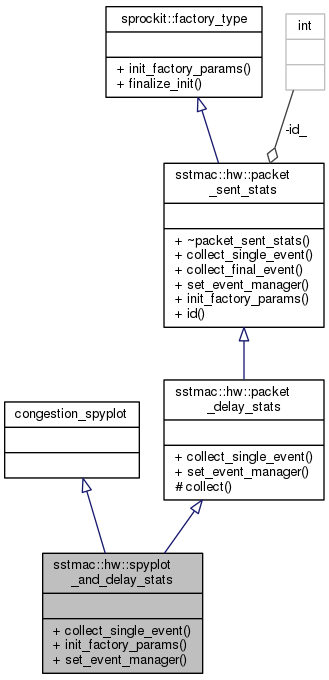 sprockit::factory_type
+ init_factory_params()
+ finalize_init()
int
-id_
sstmac::hw::packet
_sent_stats
+ ~packet_sent_stats()
+ collect_single_event()
+ collect_final_event()
+ set_event_manager()
+ init_factory_params()
+ id()
sstmac::hw::packet
_delay_stats
+ collect_single_event()
+ set_event_manager()
# collect()
congestion_spyplot
sstmac::hw::spyplot
_and_delay_stats
+ collect_single_event()
+ init_factory_params()
+ set_event_manager()